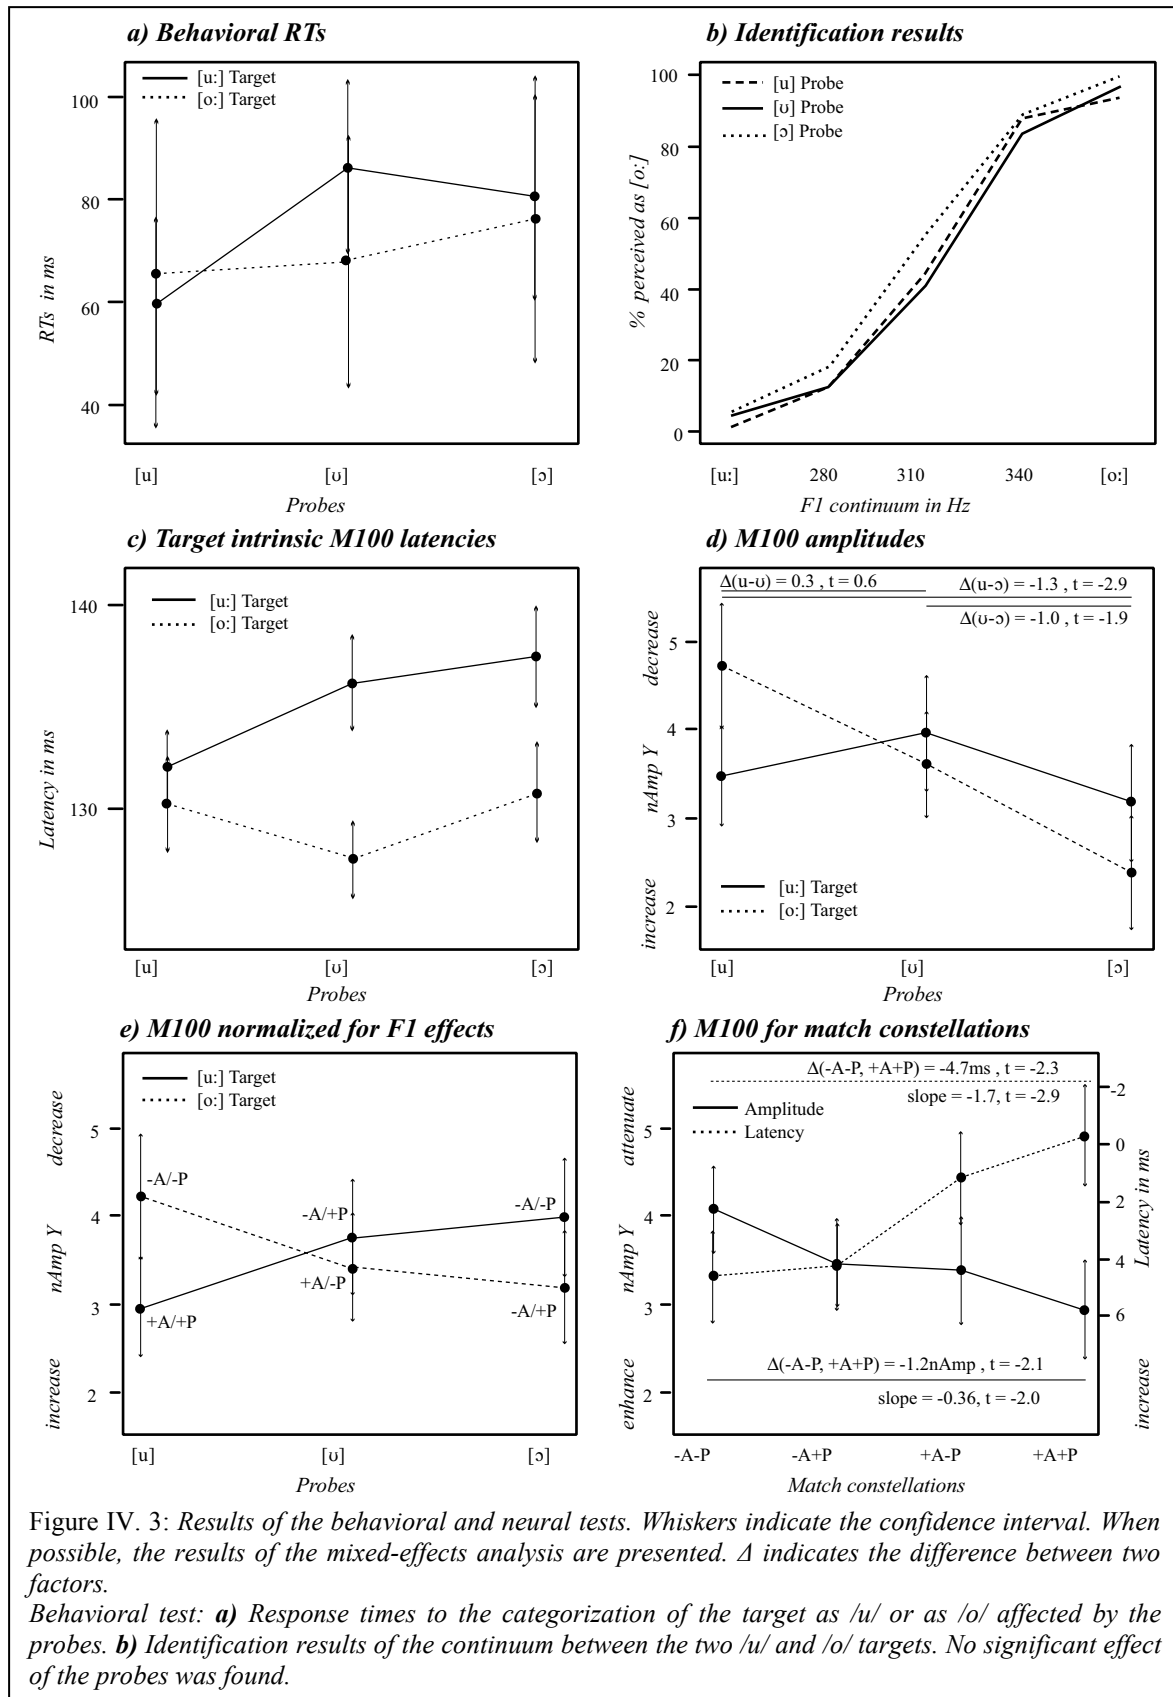 a) Behavioral RTs
[u:] Target
[o:] Target
100
80
60
40
RTs in ms
[u]
[ʊ]
[ɔ]
Probes
b) Identification results
[u] Probe
[ʊ] Probe
[ɔ] Probe
100
80
60
40
20
0
% perceived as [o:]
[u:]
280
310
340
[o:]
F1 continuum in Hz
c) Target intrinsic M100 latencies
[u:] Target
[o:] Target
140
130
Latency in ms
[u]
[ʊ]
[ɔ]
Probes
d) M100 amplitudes
Δ(u-ʊ) = 0.3 , t = 0.6
Δ(u-ɔ) = -1.3 , t = -2.9
Δ(ʊ-ɔ) = -1.0 , t = -1.9
5
4
3
2
decrease
nAmp Y
increase
[u:] Target
[o:] Target
[u]
[ʊ]
[ɔ]
Probes
e) M100 normalized for F1 effects
[u:] Target
[o:] Target
5
4
3
2
decrease
nAmp Y
increase
-A/-P
+A/+P
-A/+P
+A/-P
-A/-P
-A/+P
[u]
[ʊ]
[ɔ]
Probes
f) M100 for match constellations
Δ(-A-P, +A+P) = -4.7ms , t = -2.3
slope = -1.7, t = -2.9
Amplitude
Latency
5
4
3
2
attenuate
nAmp Y
enhance
-2
0
2
4
6
Latency in ms
increase
Δ(-A-P, +A+P) = -1.2nAmp , t = -2.1
slope = -0.36, t = -2.0
-A-P
-A+P
+A-P
+A+P
Match constellations
Figure IV. 3: Results of the behavioral and neural tests. Whiskers indicate the confidence interval. When
possible, the results of the mixed-effects analysis are presented. Δ indicates the difference between two
factors.
Behavioral test: a) Response times to the categorization of the target as /u/ or as /o/ affected by the
probes. b) Identification results of the continuum between the two /u/ and /o/ targets. No significant effect
of the probes was found.